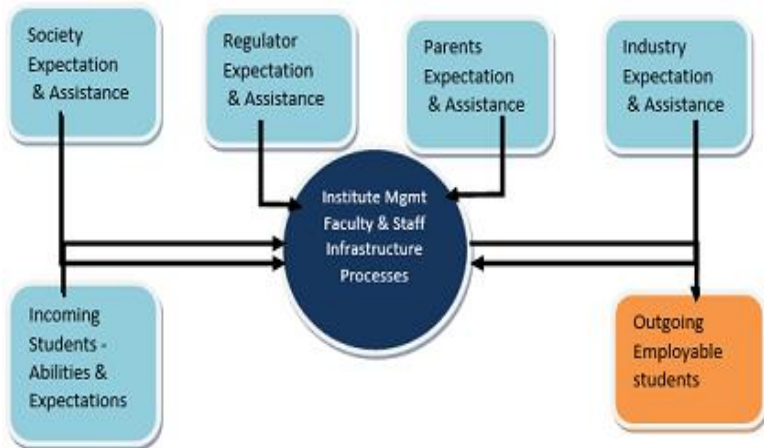 Society
Expectation
& Assistance
Regulator
Expectation
& Assistance
Parents
Expectation
& Assistance
Industry
Expectation
& Assistance
Institute Mgmt
Faculty & Staff
Infrastructure
Processes
Incoming
Students -
Abilities &
Expectations
Outgoing
Employable
students